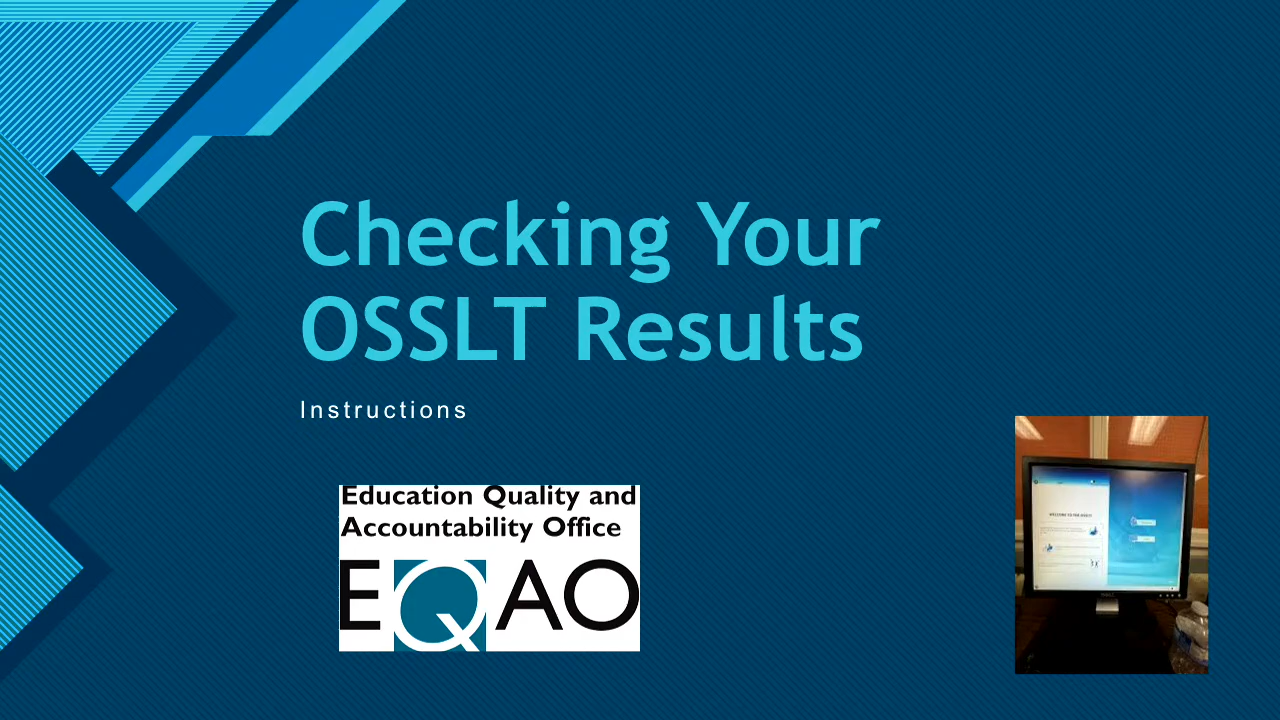 Checking Your
OSSLT Results
Instructions
Education Quality and
Accountability Office
EQAO